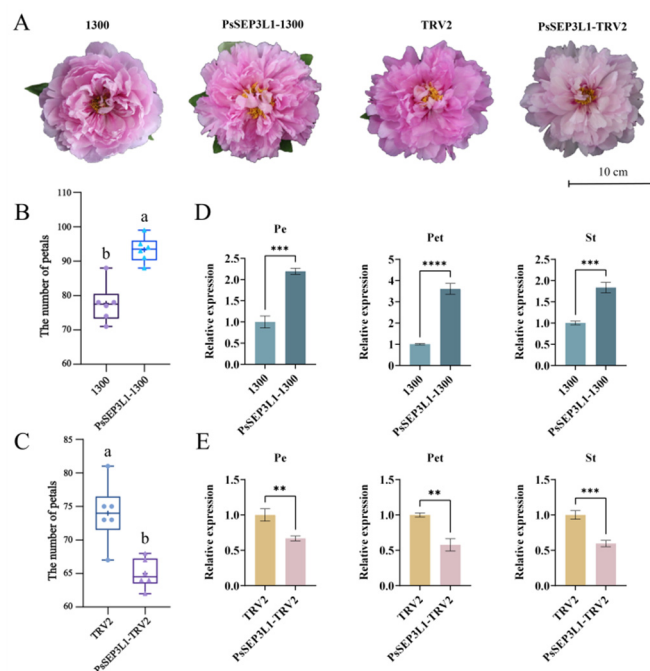 A
1300
PsSEP3L1-1300
TRV2
PsSEP3L1-TRV2
10 cm
B
The number of petals
110
100
90
80
70
60
b
a
1300
PsSEP3L1-1300
D
Pe
Relative expression
2.5
2.0
1.5
1.0
0.5
0.0
***
1300
PsSEP3L1-1300
Pet
Relative expression
5
4
3
2
1
0
****
1300
PsSEP3L1-1300
St
Relative expression
2.5
2.0
1.5
1.0
0.5
0.0
***
1300
PsSEP3L1-1300
C
The number of petals
85
80
75
70
65
60
a
b
TRV2
PsSEP3L1-TRV2
E
Pe
Relative expression
1.5
1.0
0.5
0.0
**
TRV2
PsSEP3L1-TRV2
Pet
Relative expression
1.5
1.0
0.5
0.0
**
TRV2
PsSEP3L1-TRV2
St
Relative expression
1.5
1.0
0.5
0.0
***
TRV2
PsSEP3L1-TRV2